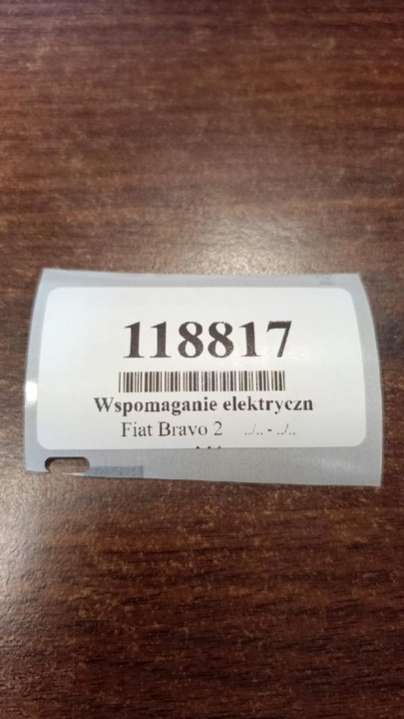 118817
Wspomaganie elektryczn
Fiat Bravo 2 ../.. - ../..